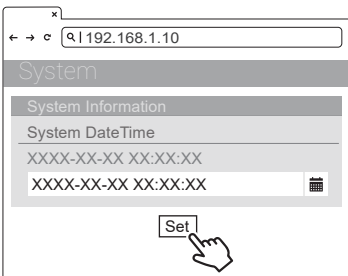 192.168.1.10
System
System Information
System DateTime
XXXX-XX-XX XX:XX:XX
XXXX-XX-XX XX:XX:XX
Set